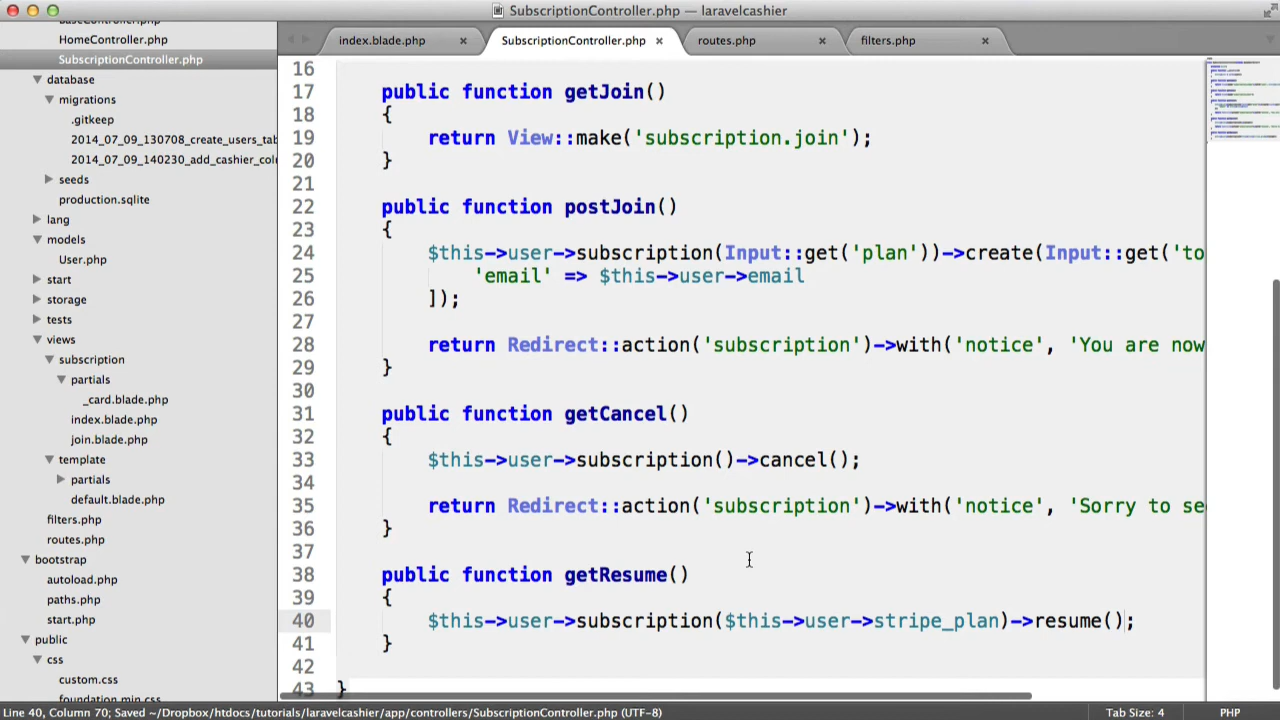 SubscriptionController.php — laravelcashier
index.blade.php × SubscriptionController.php × routes.php × filters.php ×
BaseController.php
HomeController.php
SubscriptionController.php
database
migrations
.gitkeep
2014_07_09_130708_create_users_tab
2014_07_09_140230_add_cashier_colu
seeds
production.sqlite
lang
models
User.php
start
storage
tests
views
subscription
partials
_card.blade.php
index.blade.php
join.blade.php
template
partials
default.blade.php
filters.php
routes.php
bootstrap
autoload.php
paths.php
start.php
public
css
custom.css
foundation.min.css
16
17 public function getJoin()
18 {
19 return View::make('subscription.join');
20 }
21
22 public function postJoin()
23 {
24 $this->user->subscription(Input::get('plan'))->create(Input::get('to
25 'email' => $this->user->email
26 ]);
27
28 return Redirect::action('subscription')->with('notice', 'You are now
29 }
30
31 public function getCancel()
32 {
33 $this->user->subscription()->cancel();
34
35 return Redirect::action('subscription')->with('notice', 'Sorry to se
36 }
37
38 public function getResume()
39 {
40 $this->user->subscription($this->user->stripe_plan)->resume();
41 }
42
43 }
Line 40, Column 70; Saved ~/Dropbox/htdocs/tutorials/laravelcashier/app/controllers/SubscriptionController.php (UTF-8) Tab Size: 4 PHP